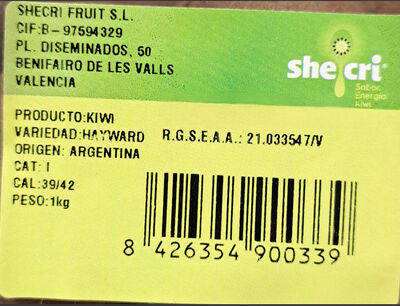 SHECRI FRUIT S.L.
CIF:B-97594329
PL. DISEMINADOS, 50
BENIFAIRO DE LES VALLS
VALENCIA
she cri
Sabor,
Energía,
Kiwi
PRODUCTO:KIWI
VARIEDAD:HAYWARD R.G.S.E.A.A.: 21.033547/V
ORIGEN: ARGENTINA
CAT: I
CAL:39/42
PESO:1kg
8 426354 900339